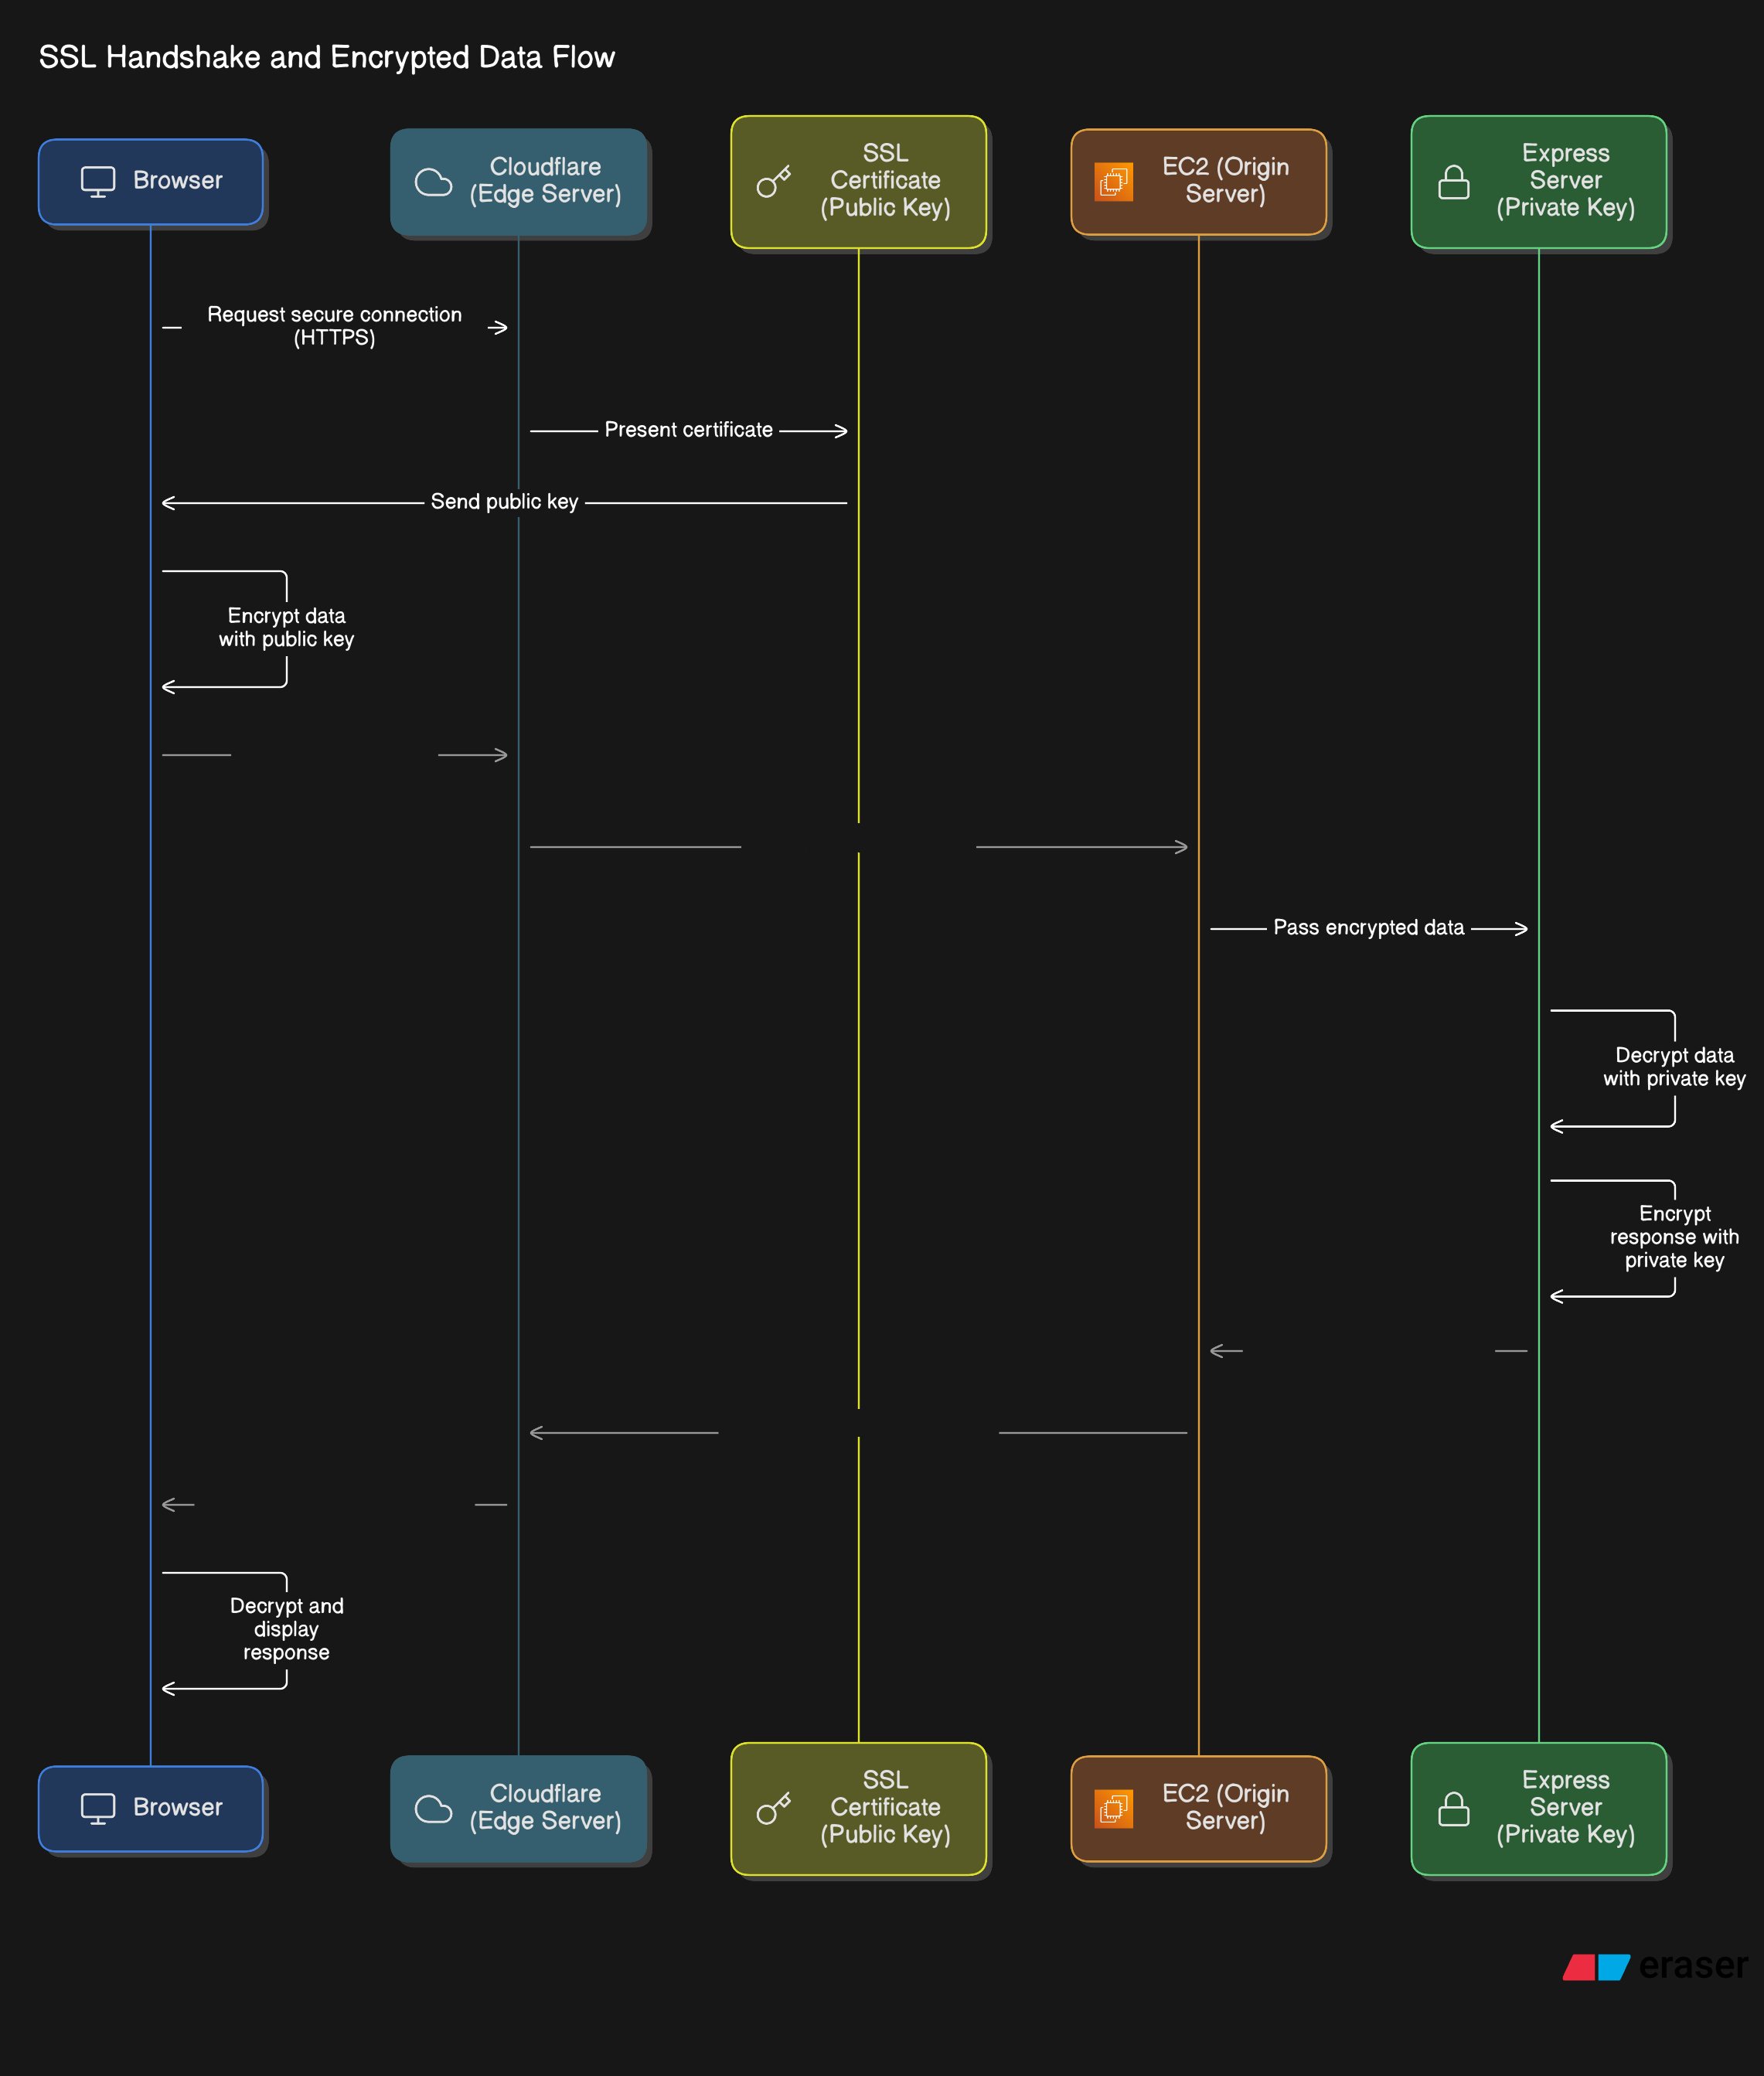 SSL Handshake and Encrypted Data Flow
Browser
Cloudflare
(Edge Server)
SSL
Certificate
(Public Key)
EC2 (Origin
Server)
Express
Server
(Private Key)
Request secure connection
(HTTPS)
Present certificate
Send public key
Encrypt data
with public key
Pass encrypted data
Decrypt data
with private key
Encrypt
response with
private key
Decrypt and
display
response
Browser
Cloudflare
(Edge Server)
SSL
Certificate
(Public Key)
EC2 (Origin
Server)
Express
Server
(Private Key)
eraser